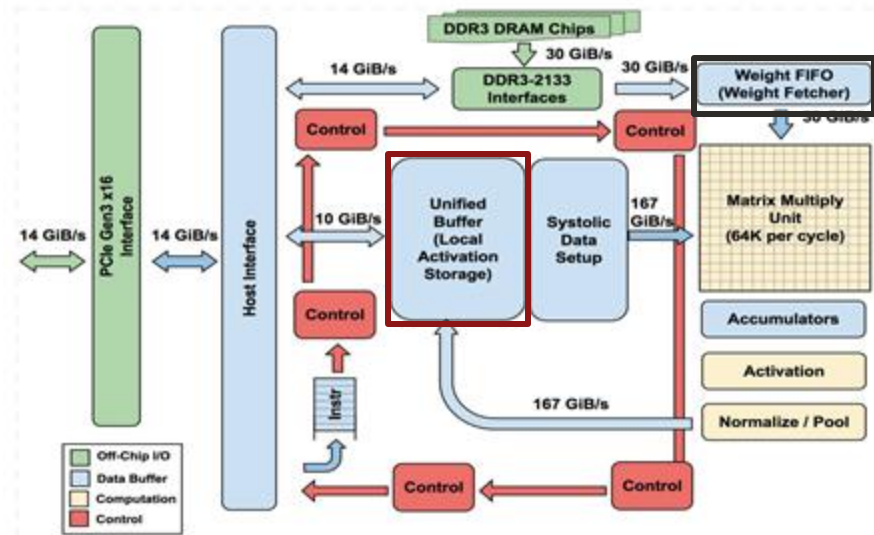 DDR3 DRAM Chips
30 GiB/s
14 GiB/s
DDR3-2133
Interfaces
30 GiB/s
Weight FIFO
(Weight Fetcher)
30 GiB/s
Control
Control
PCIe Gen3 x16
Interface
Host Interface
14 GiB/s
14 GiB/s
10 GiB/s
Unified
Buffer
(Local
Activation
Storage)
Systolic
Data
Setup
167
GiB/s
Matrix Multiply
Unit
(64K per cycle)
Control
Accumulators
Activation
Normalize / Pool
Instr
167 GiB/s
Off-Chip I/O
Data Buffer
Computation
Control
Control
Control